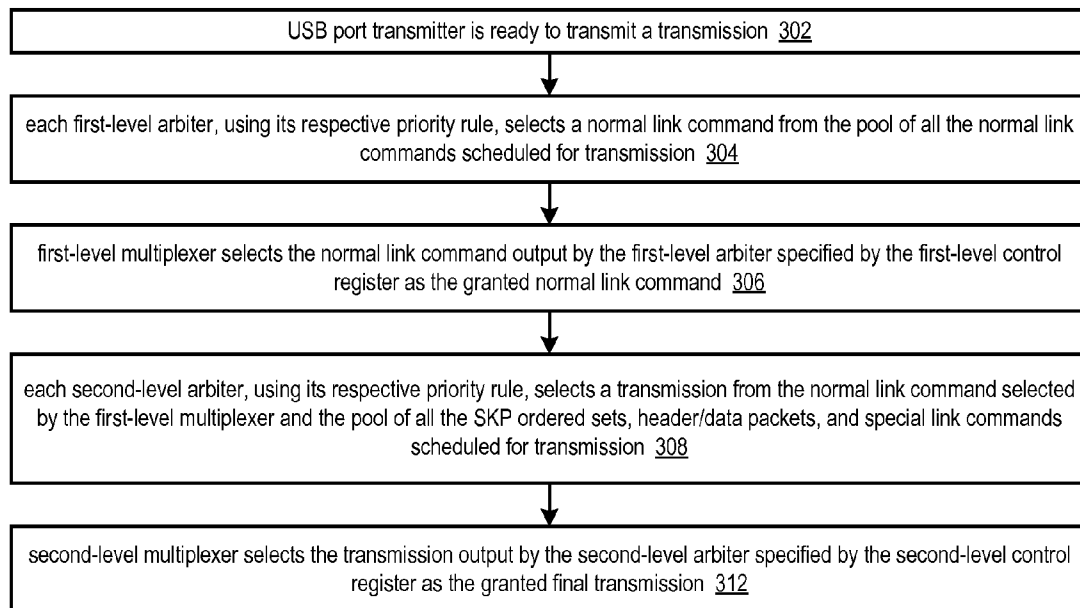 USB port transmitter is ready to transmit a transmission 302
each first-level arbiter, using its respective priority rule, selects a normal link command from the pool of all the normal link
commands scheduled for transmission 304
first-level multiplexer selects the normal link command output by the first-level arbiter specified by the first-level control
register as the granted normal link command 306
each second-level arbiter, using its respective priority rule, selects a transmission from the normal link command selected
by the first-level multiplexer and the pool of all the SKP ordered sets, header/data packets, and special link commands
scheduled for transmission 308
second-level multiplexer selects the transmission output by the second-level arbiter specified by the second-level control
register as the granted final transmission 312